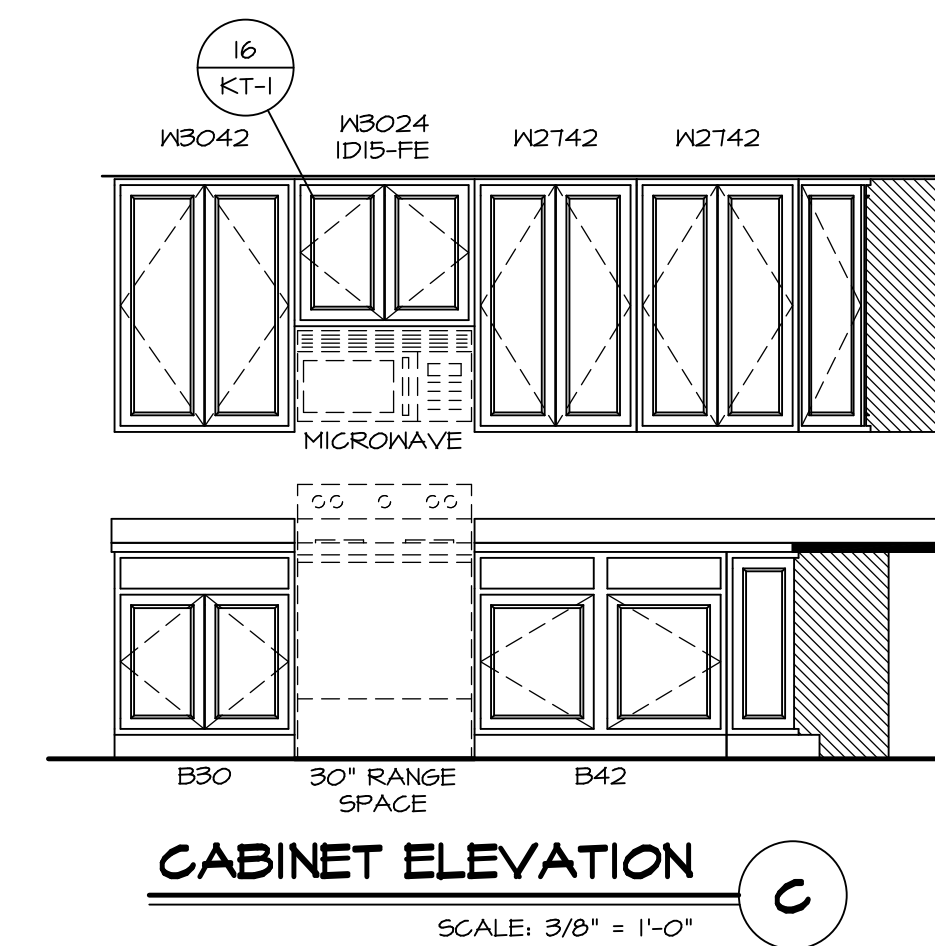 16
KT-1
W3042
W3024
1D15-FE
W2742
W2742
MICROWAVE
B30
30" RANGE
SPACE
B42
CABINET ELEVATION
C
SCALE: 3/8" = 1'-0"